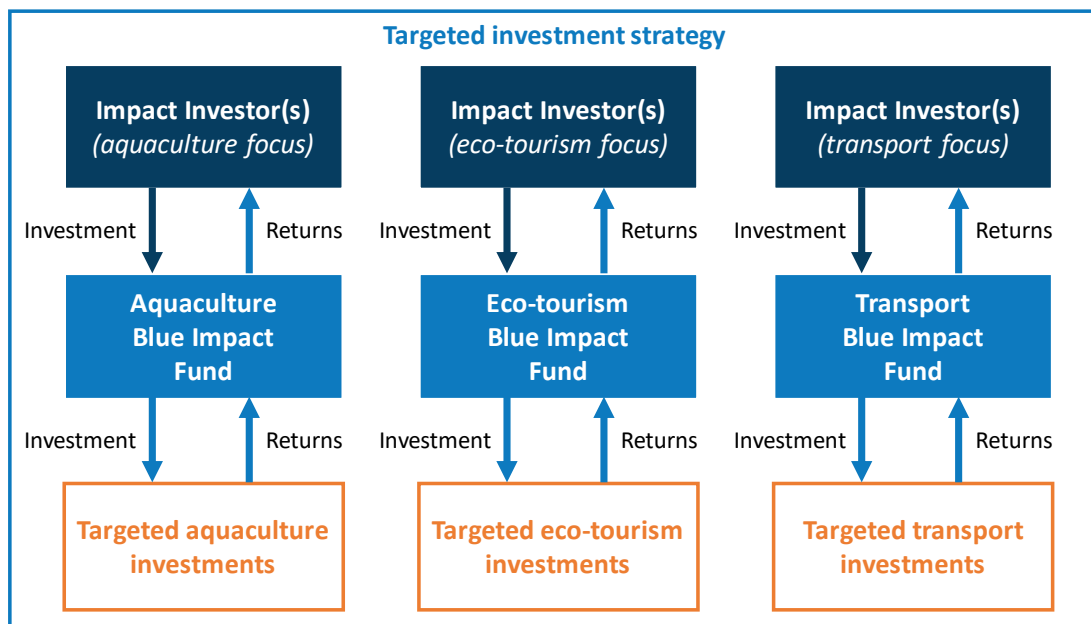 Targeted investment strategy
Impact Investor(s)
(aquaculture focus)
Impact Investor(s)
(eco-tourism focus)
Impact Investor(s)
(transport focus)
Investment
Returns
Investment
Returns
Investment
Returns
Aquaculture
Blue Impact
Fund
Eco-tourism
Blue Impact
Fund
Transport
Blue Impact
Fund
Investment
Returns
Investment
Returns
Investment
Returns
Targeted aquaculture
investments
Targeted eco-tourism
investments
Targeted transport
investments